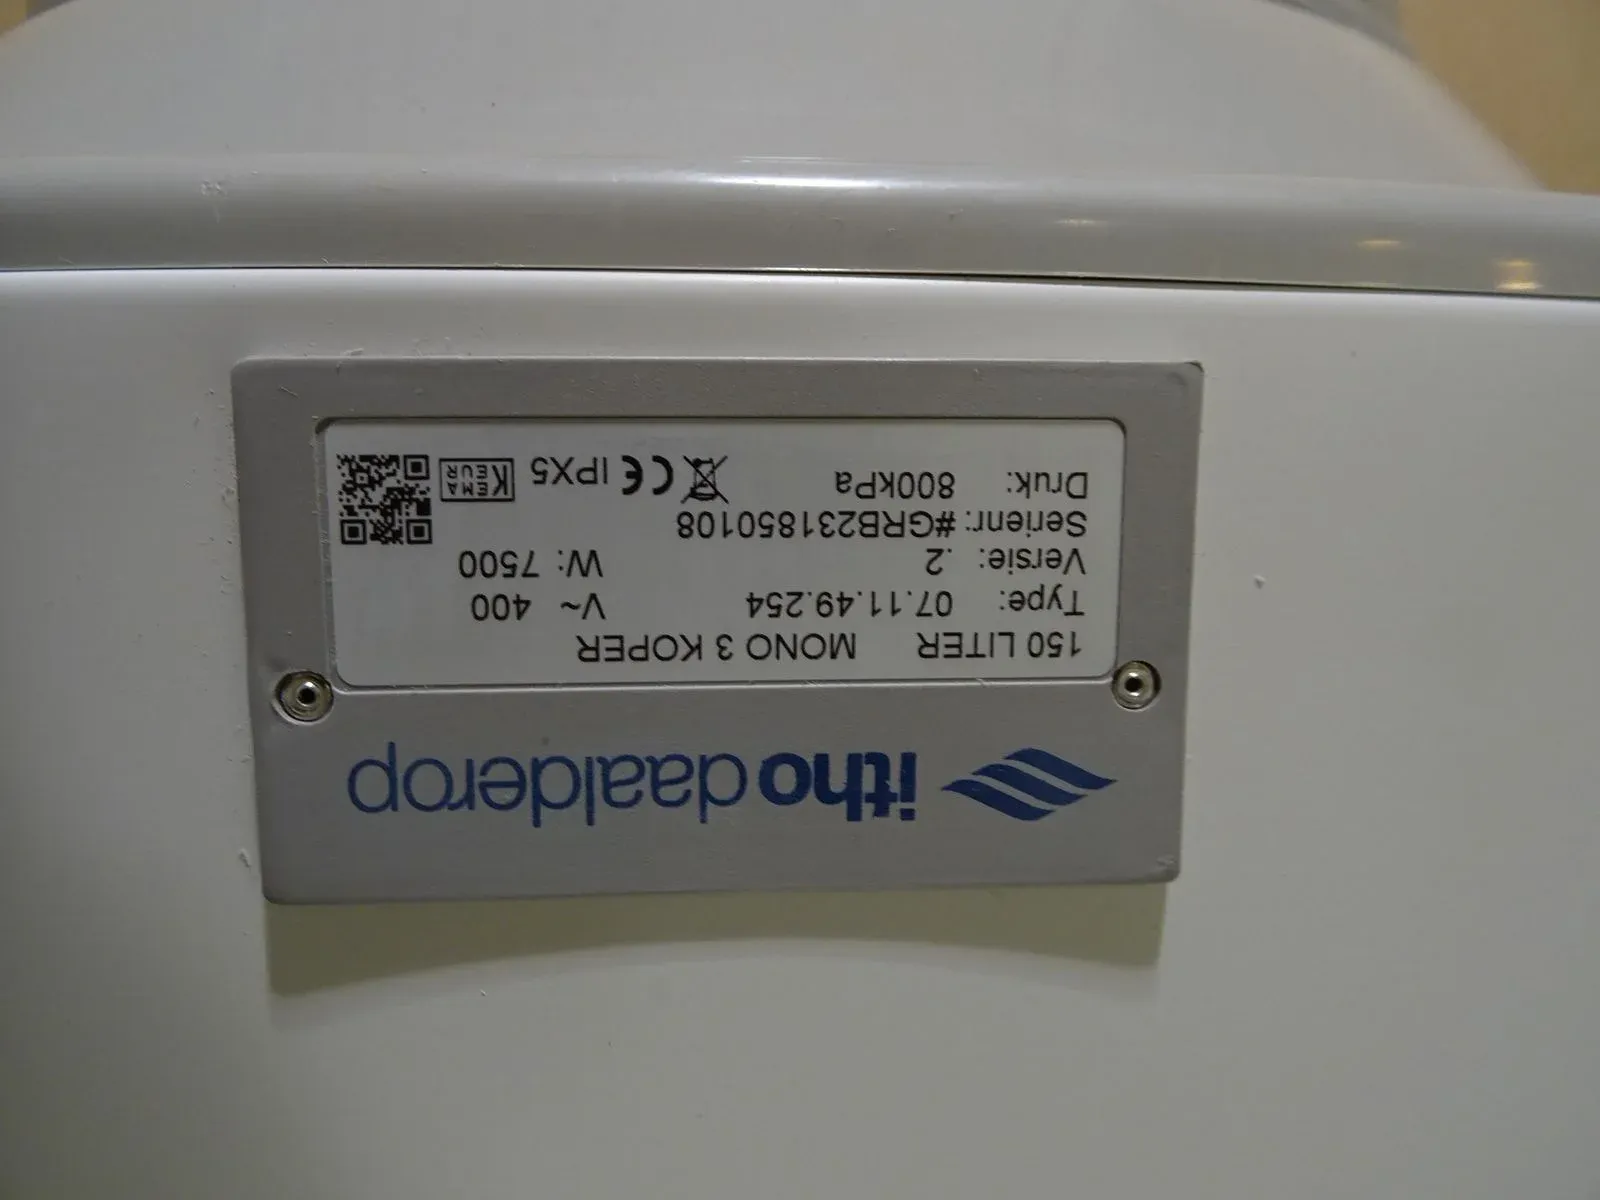 itho daalderop
150 LITER MONO 3 KOPER
Type: 07.11.49.254 V~ 400
Versie: .2 W: 7500
Serienr: #GRB231850108
Druk: 800kPa CE IPX5 KEMA KEUR